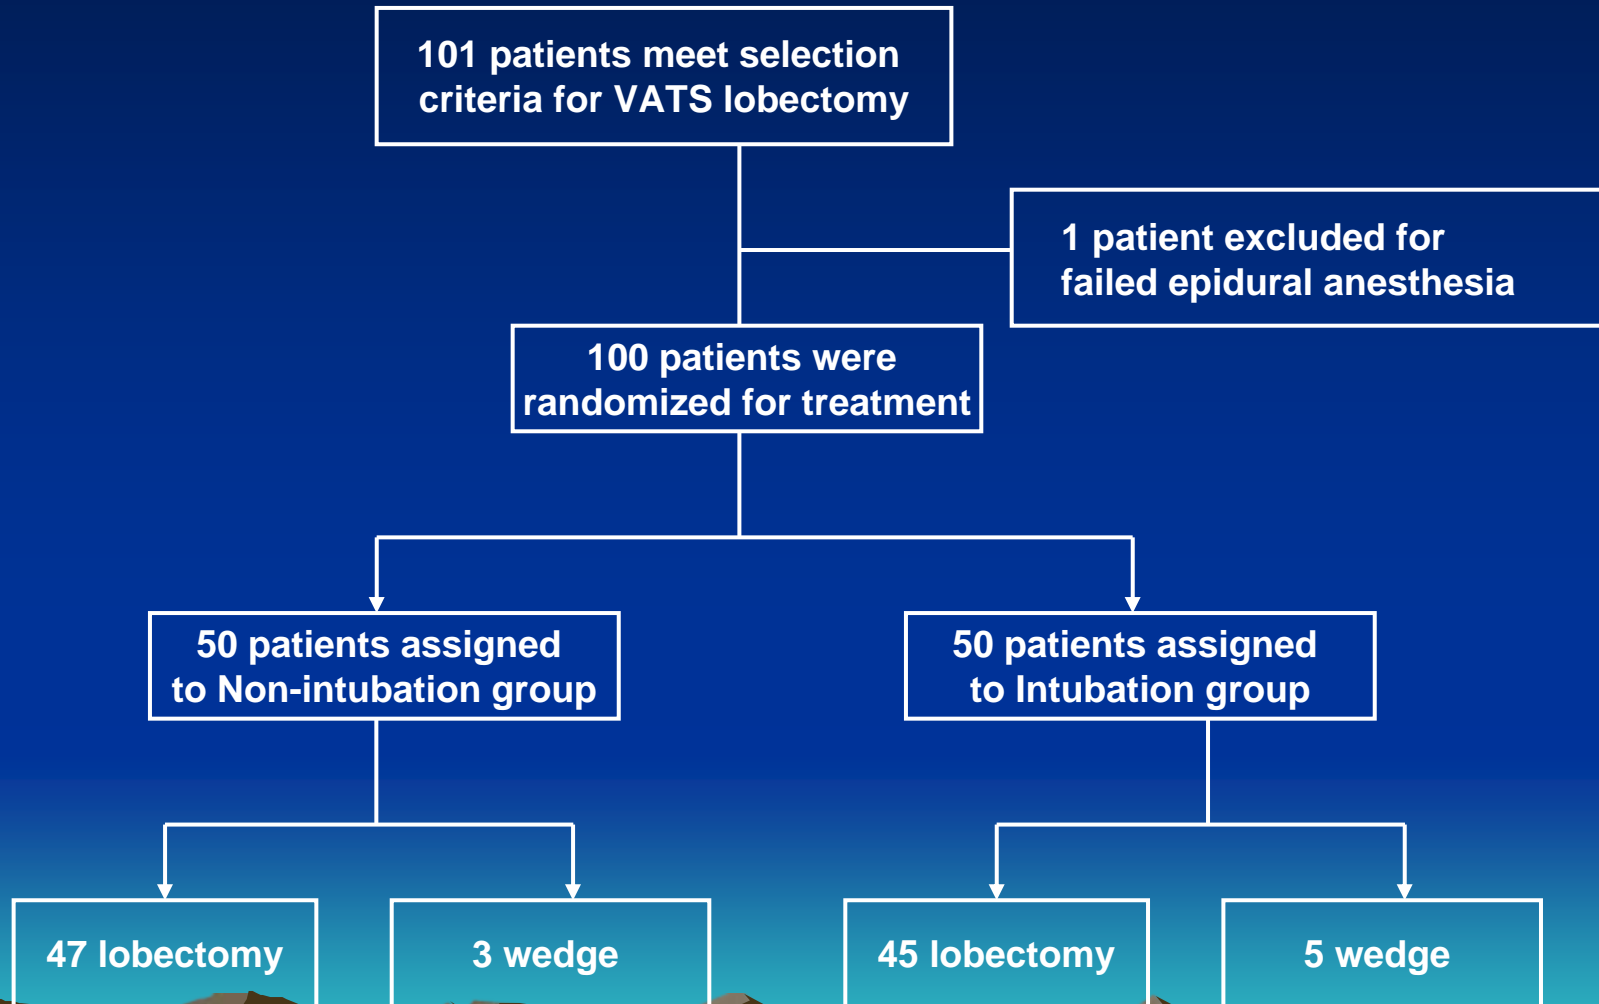 101 patients meet selection
criteria for VATS lobectomy
1 patient excluded for
failed epidural anesthesia
100 patients were
randomized for treatment
50 patients assigned
to Non-intubation group
50 patients assigned
to Intubation group
47 lobectomy
3 wedge
45 lobectomy
5 wedge